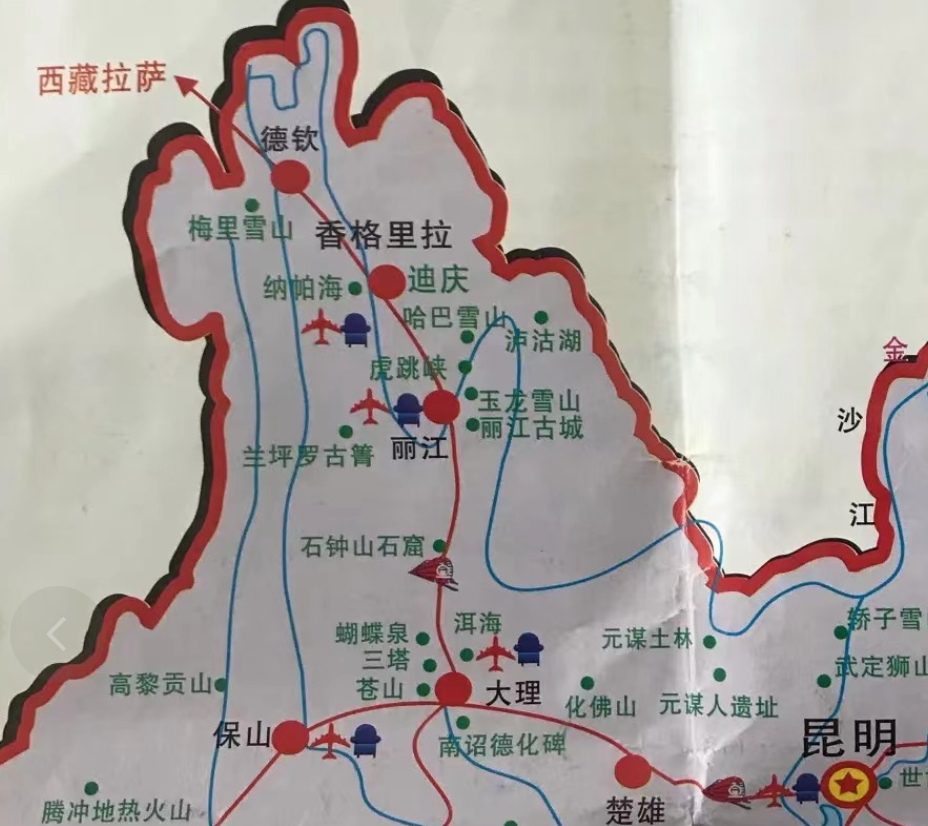 西藏拉萨
德钦
梅里雪山
香格里拉
纳帕海
迪庆
哈巴雪山
泸沽湖
金
虎跳峡
玉龙雪山
沙
丽江古城
兰坪罗古箐
丽江
江
石钟山石窟
轿子雪
蝴蝶泉
洱海
元谋土林
三塔
武定狮山
高黎贡山
苍山
大理
化佛山
元谋人遗址
保山
南诏德化碑
昆明
世
腾冲地热火山
楚雄